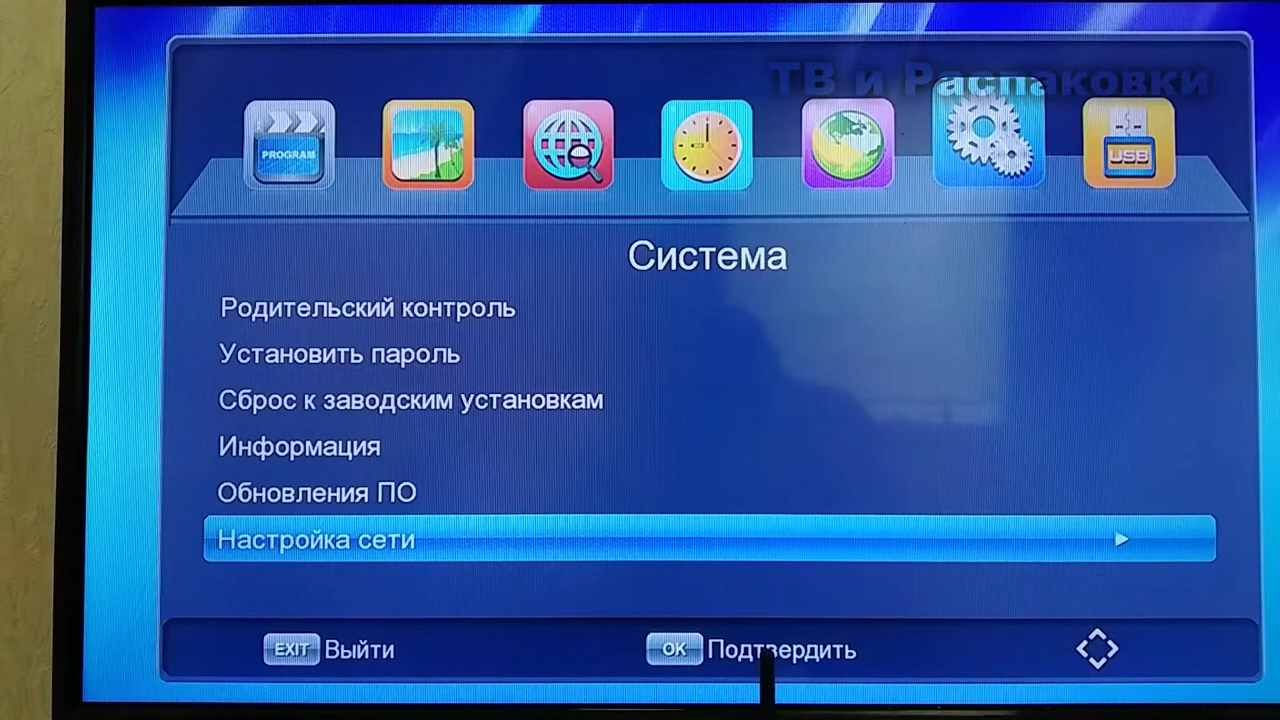 ТВ и Распаковки
PROGRAM
USB
Система
Родительский контроль
Установить пароль
Сброс к заводским установкам
Информация
Обновления ПО
Настройка сети
EXIT Выйти
OK Подтвердить